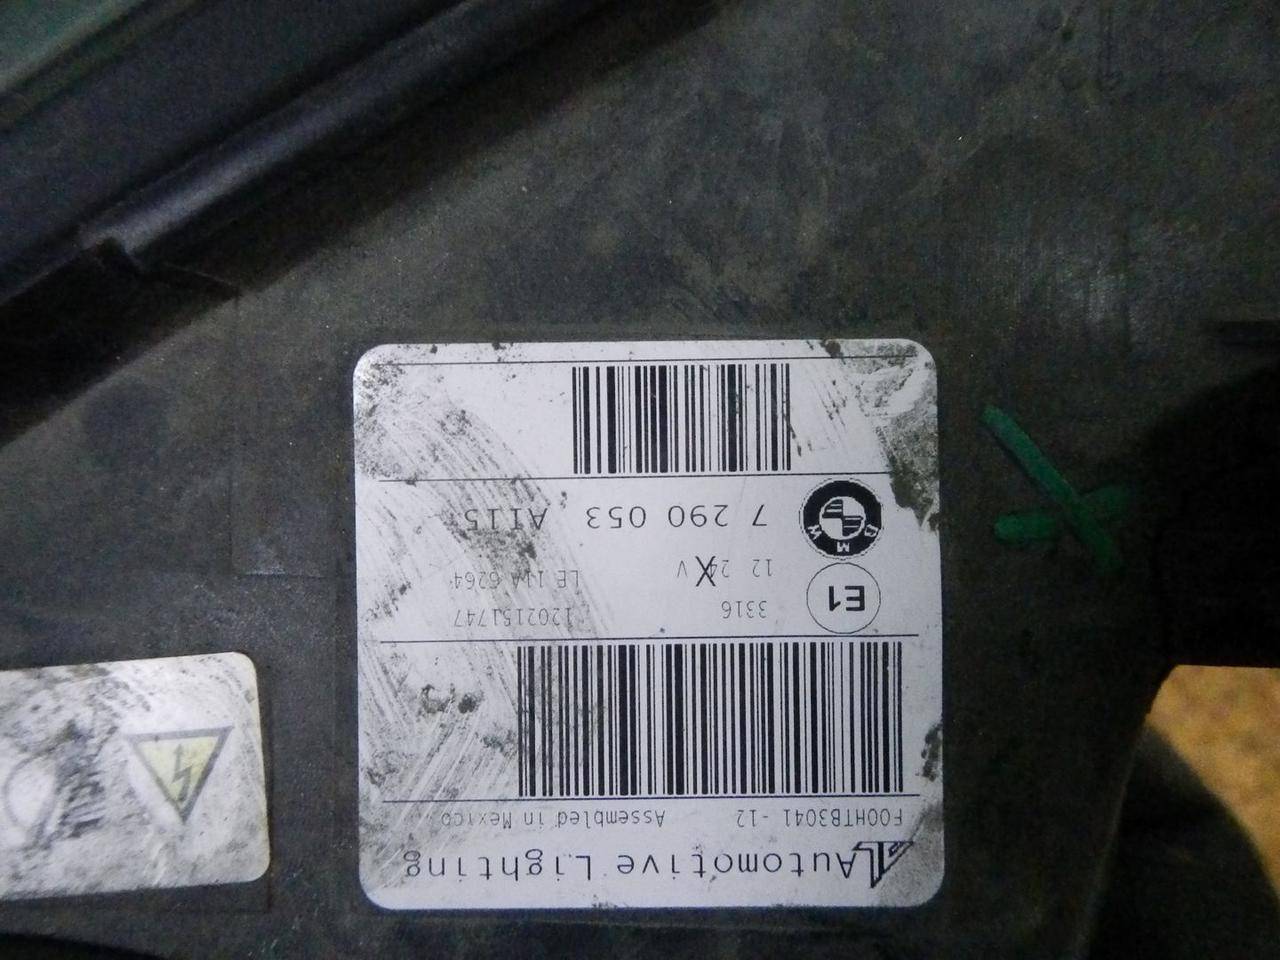 Automotive Lighting
F00HTB3041 -12 Assembled in Mexico
3316 1202151747
E1
12 24 V LE 11A 6264
BMW
7 290 053 AI15